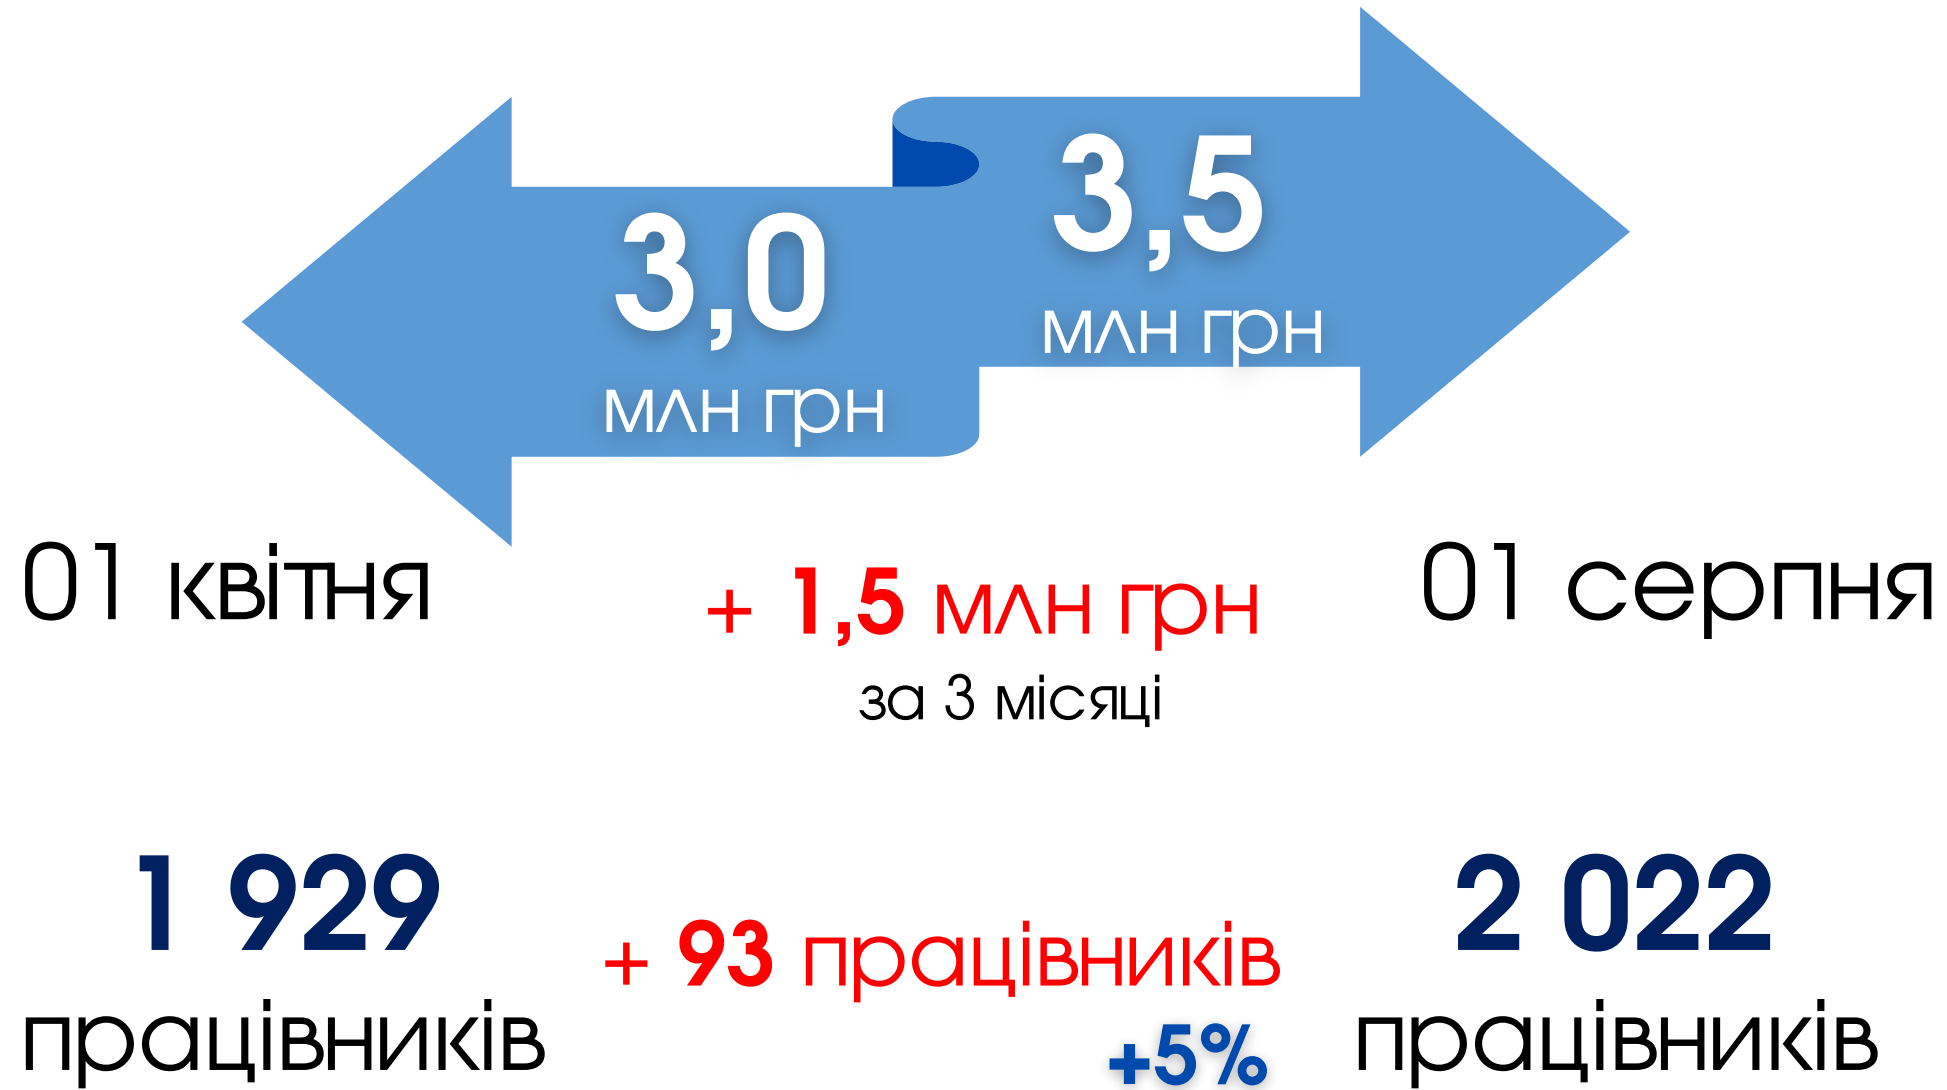 3,0
млн грн
3,5
млн грн
01 квітня
+ 1,5 млн грн
за 3 місяці
01 серпня
1 929
працівників
+ 93 працівників
+5%
2 022
працівників